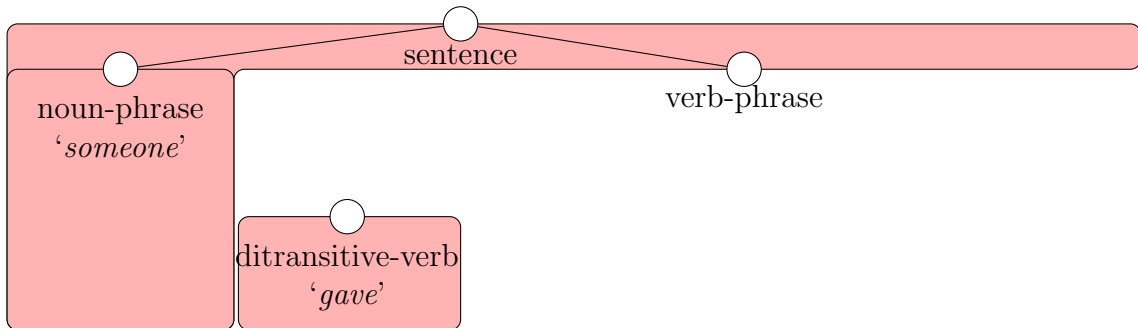 sentence
noun-phrase
‘someone’
verb-phrase
ditransitive-verb
‘gave’